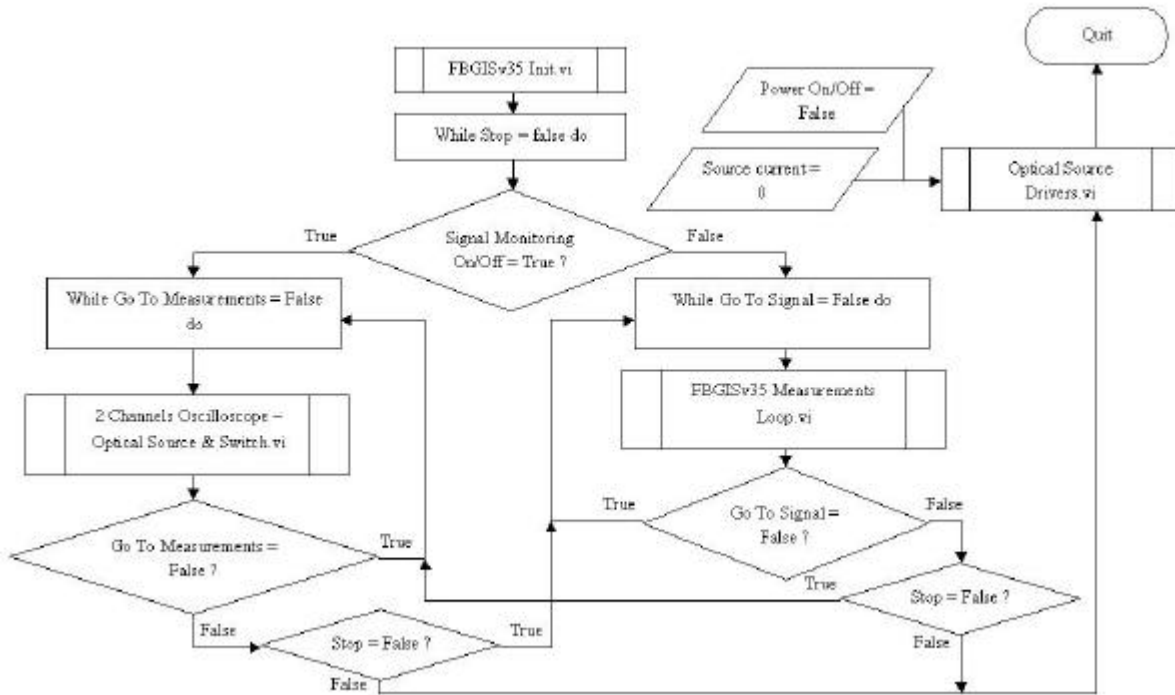 Quit
FBGISv35 Init.vi
Power On/Off =
False
While Stop = false do
Source current =
0
Optical Source
Drivers.vi
True
Signal Monitoring
On/Off = True ?
False
While Go To Measurements = False
do
While Go To Signal = False do
2 Channels Oscilloscope –
Optical Source & Switch.vi
FBGISv35 Measurements
Loop.vi
True
Go To Signal =
False ?
False
Go To Measurements =
False ?
True
True
Stop = False ?
False
False
Stop = False ?
True
False